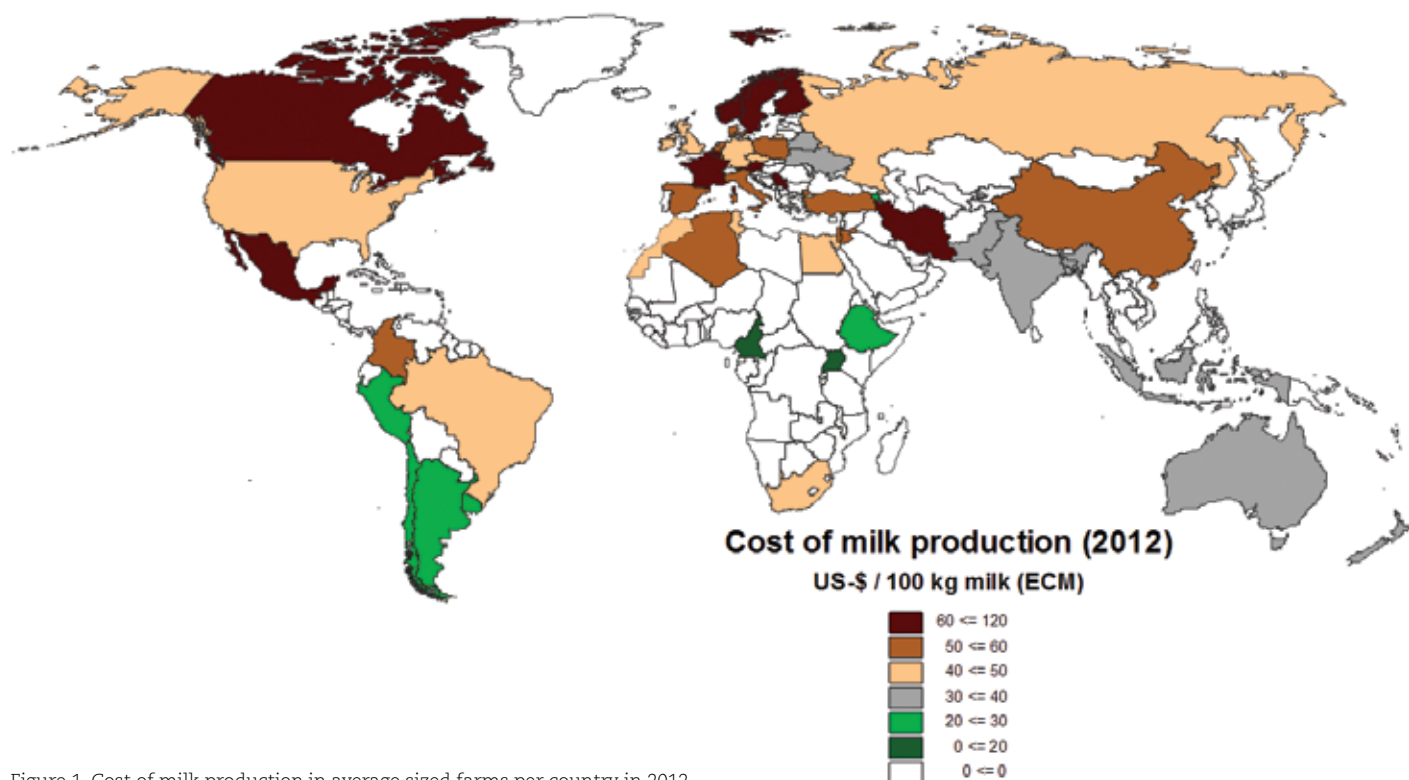 Cost of milk production (2012)
US-$ / 100 kg milk (ECM)
60 <= 120
50 <= 60
40 <= 50
30 <= 40
20 <= 30
0 <= 20
0 <= 0
Figure 1. Cost of milk production in average sized farms per country in 2012